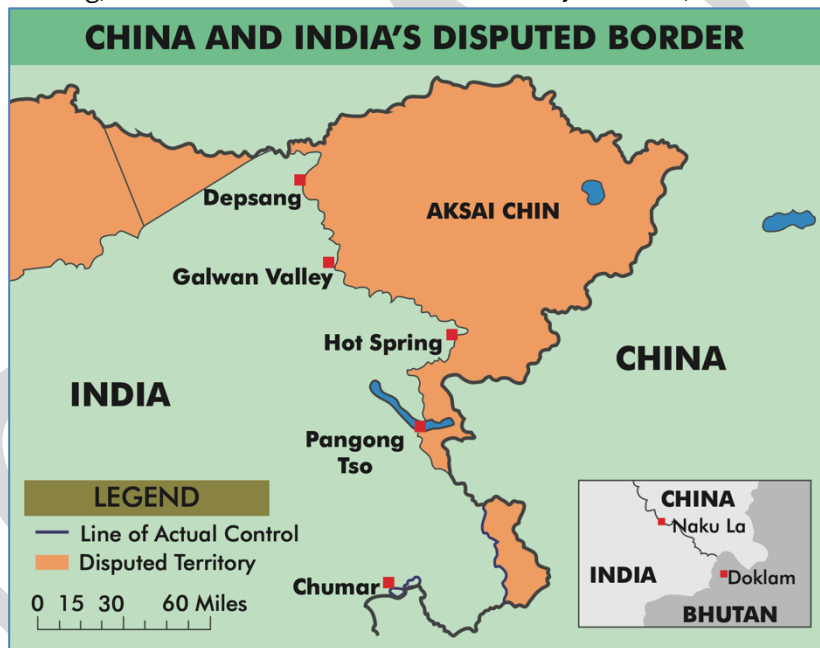 CHINA AND INDIA'S DISPUTED BORDER
Depsang
AKSAI CHIN
Galwan Valley
Hot Spring
CHINA
INDIA
Pangong
Tso
LEGEND
Line of Actual Control
Disputed Territory
Chumar
0 15 30 60 Miles
CHINA
Naku La
INDIA
Doklam
BHUTAN